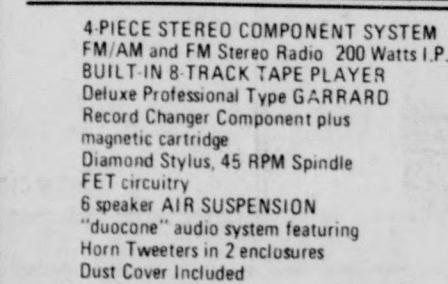 4-PIECE STEREO COMPONENT SYSTEM
FM/AM and FM Stereo Radio 200 Watts I.P.
BUILT-IN 8-TRACK TAPE PLAYER
Deluxe Professional Type GARRARD
Record Changer Component plus
magnetic cartridge
Diamond Stylus, 45 RPM Spindle
FET circuitry
6 speaker AIR SUSPENSION
"duocone" audio system featuring
Horn Tweeters in 2 enclosures
Dust Cover Included